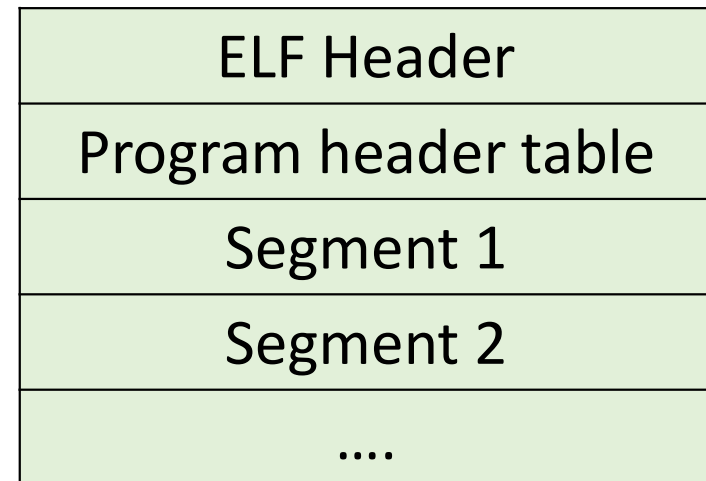 ELF Header
Program header table
Segment 1
Segment 2
....